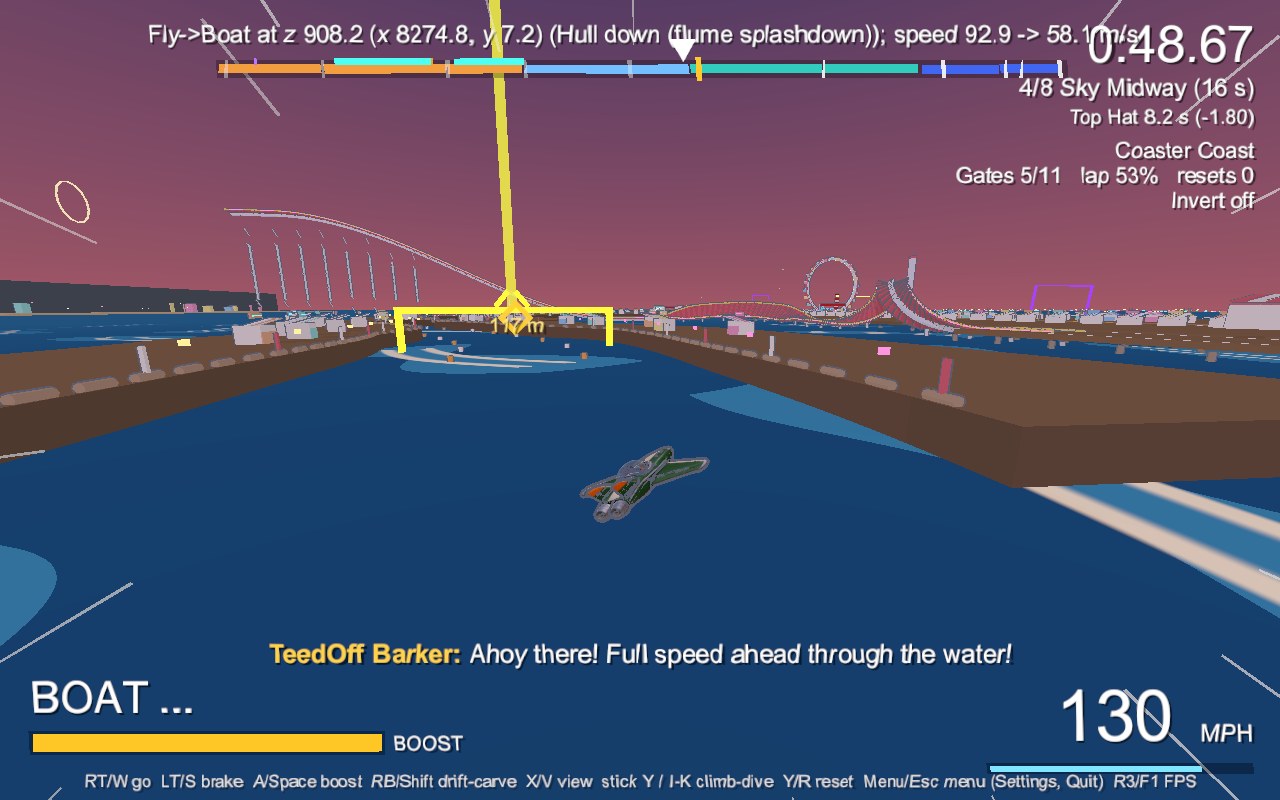 Fly->Boat at z 908.2 (x 8274.8, y 7.2) (Hull down (flume splashdown)); speed 92.9 -> 58.1 m/s
0:48.67
4/8 Sky Midway (16 s)
Top Hat 8.2 s (-1.80)
Coaster Coast
Gates 5/11 lap 53% resets 0
Invert off
TeedOff Barker: Ahoy there! Full speed ahead through the water!
BOAT ...
BOOST
130 MPH
RT/W go LT/S brake A/Space boost RB/Shift drift-carve X/V view stick Y / I-K climb-dive Y/R reset Menu/Esc menu (Settings, Quit) R3/F1 FPS